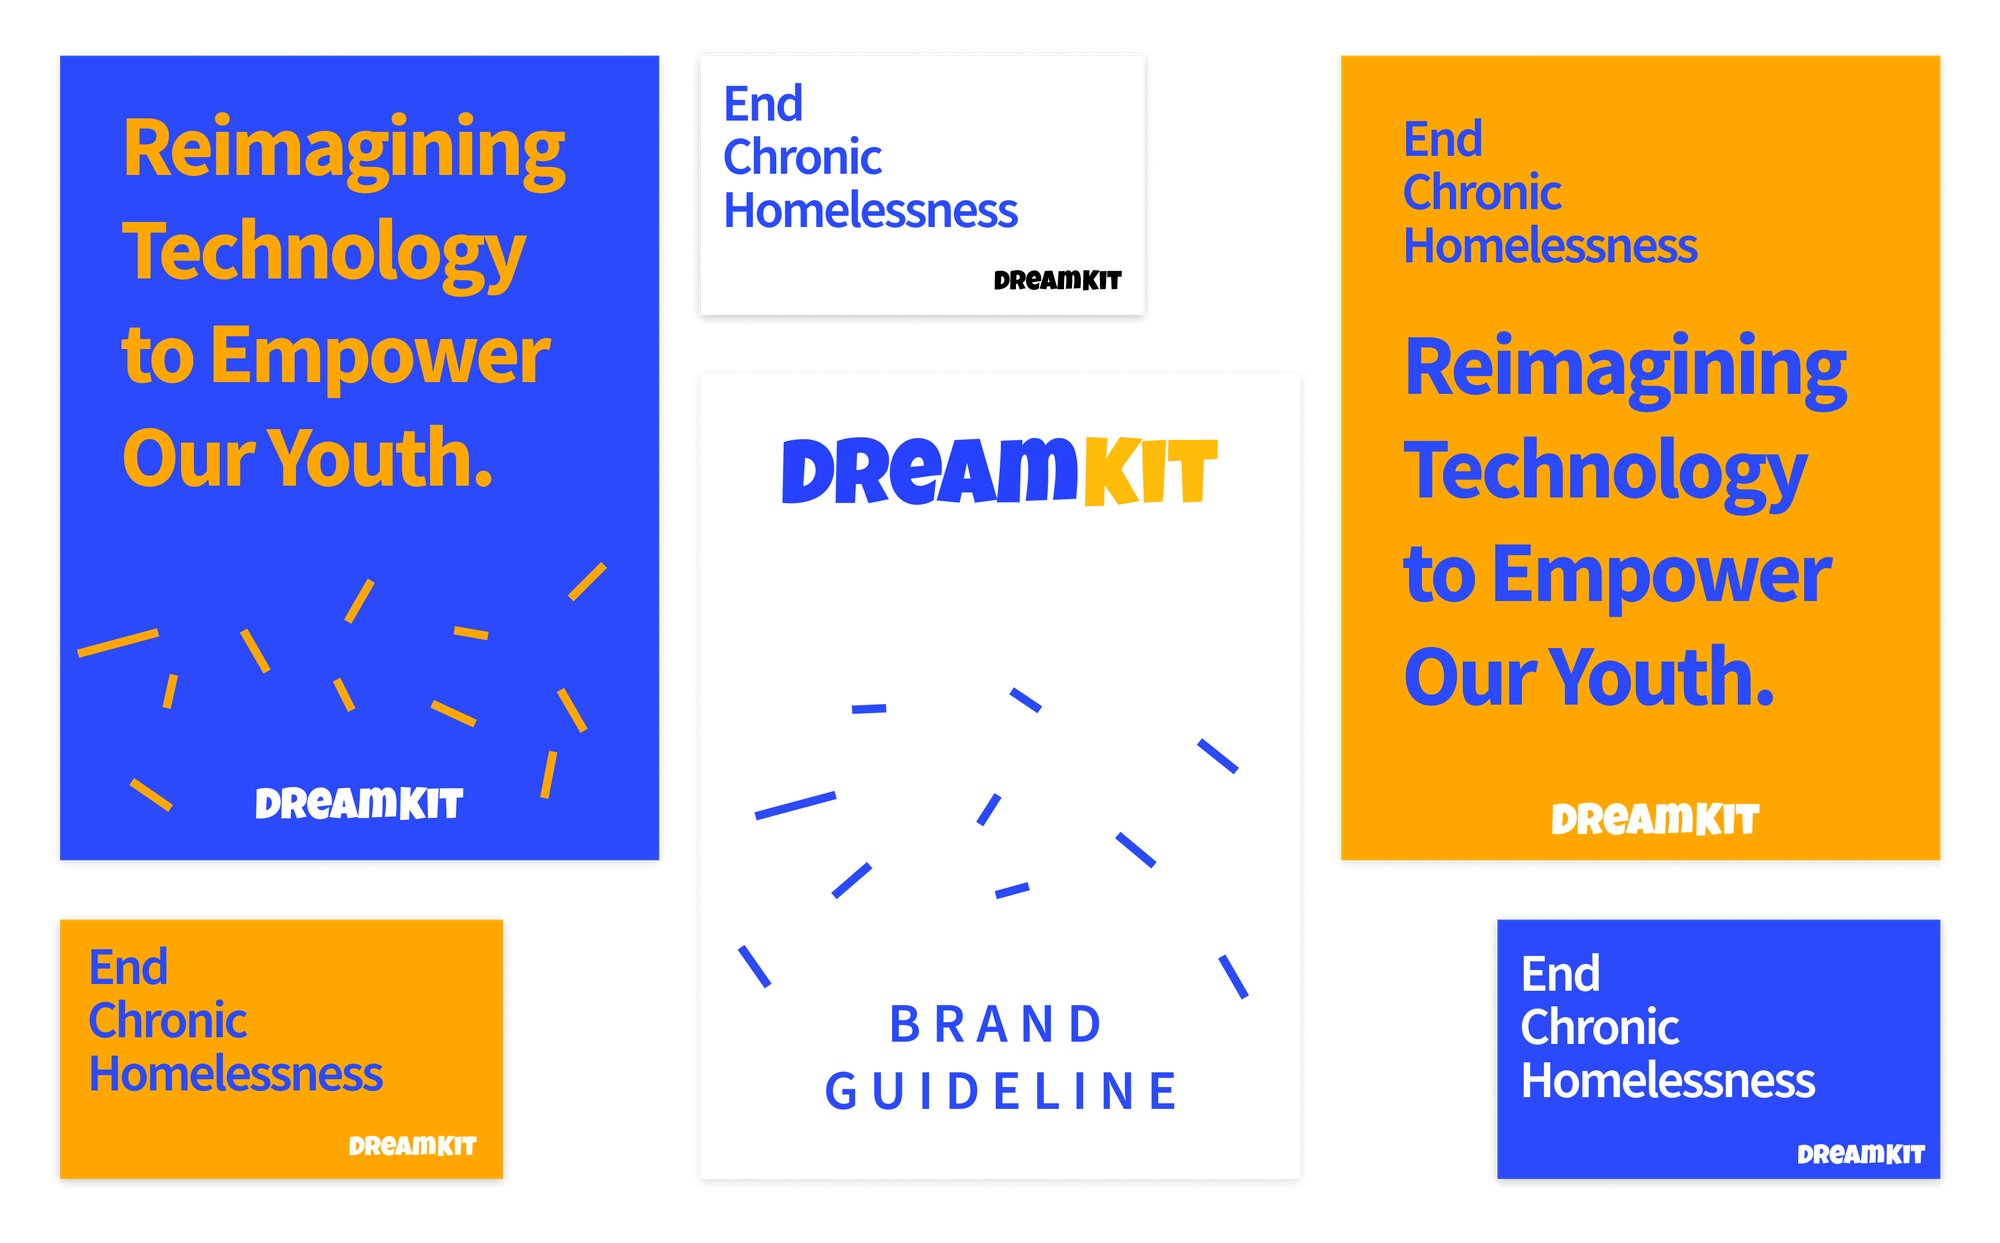 Reimagining
Technology
to Empower
Our Youth.
DREAMKIT
End
Chronic
Homelessness
DREAMKIT
End
Chronic
Homelessness
DREAMKIT
DREAMKIT
BRAND
GUIDELINE
End
Chronic
Homelessness
Reimagining
Technology
to Empower
Our Youth.
DREAMKIT
End
Chronic
Homelessness
DREAMKIT